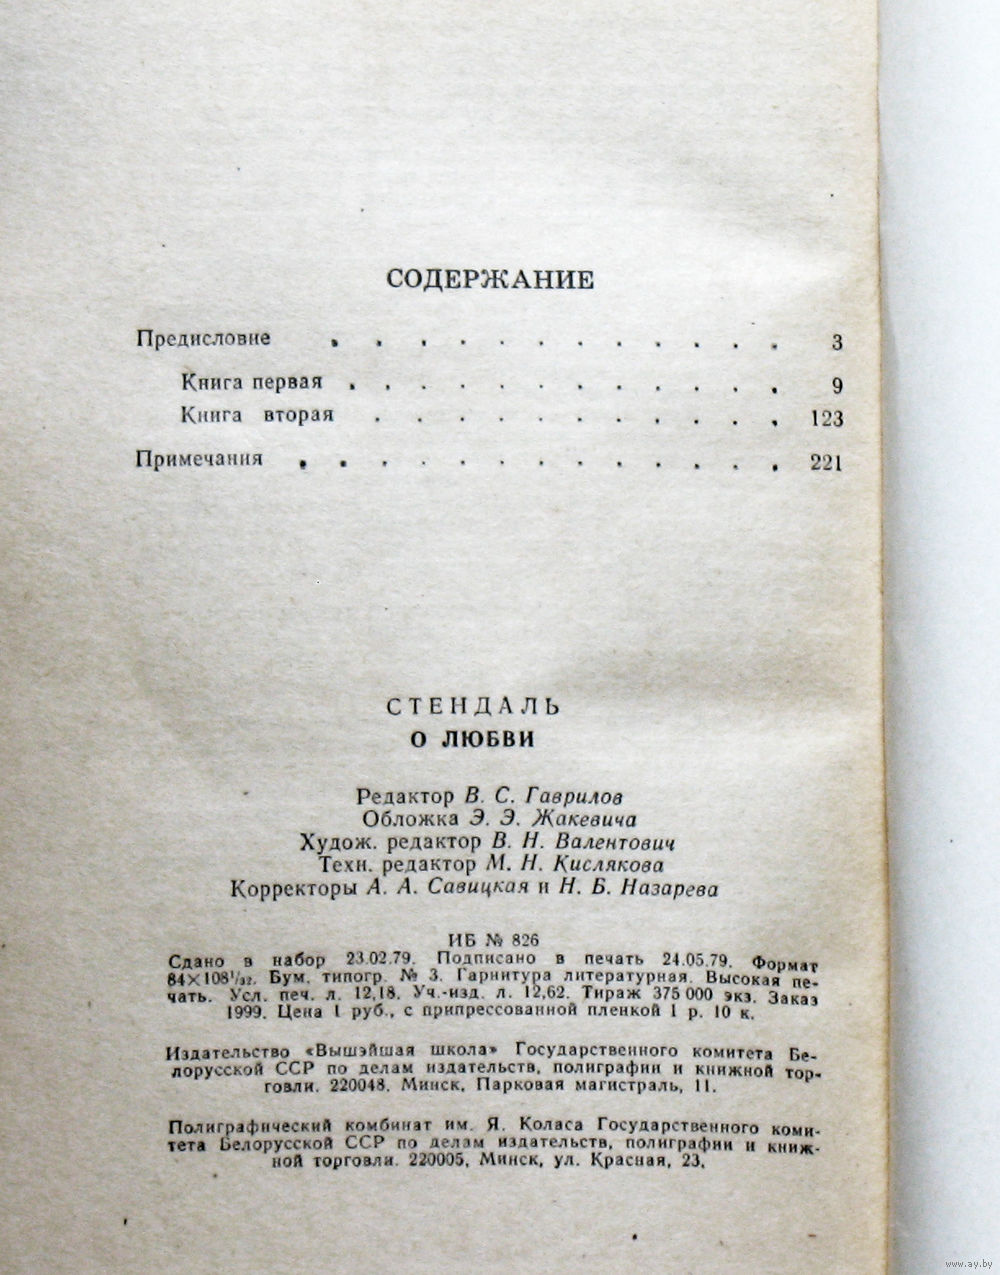 СОДЕРЖАНИЕ
Предисловие . . . . . . . . . . . . 3
Книга первая . . . . . . . . . . . . 9
Книга вторая . . . . . . . . . . . 123
Примечания . . . . . . . . . . . . . 221
СТЕНДАЛЬ
О ЛЮБВИ
Редактор В. С. Гаврилов
Обложка Э. Э. Жакевича
Худож. редактор В. Н. Валентович
Техн. редактор М. Н. Кислякова
Корректоры А. А. Савицкая и Н. Б. Назарева
ИБ № 826
Сдано в набор 23.02.79. Подписано в печать 24.05.79. Формат
84×108¹/₃₂. Бум. типогр. № 3. Гарнитура литературная. Высокая пе-
чать. Усл. печ. л. 12,18. Уч.-изд. л. 12,62. Тираж 375 000 экз. Заказ
1999. Цена 1 руб., с припрессованной пленкой 1 р. 10 к.
Издательство «Вышэйшая школа» Государственного комитета Бе-
лорусской ССР по делам издательств, полиграфии и книжной тор-
говли. 220048. Минск, Парковая магистраль, 11.
Полиграфический комбинат им. Я. Коласа Государственного коми-
тета Белорусской ССР по делам издательств, полиграфии и книж-
ной торговли. 220005, Минск, ул. Красная, 23.
www.ay.by